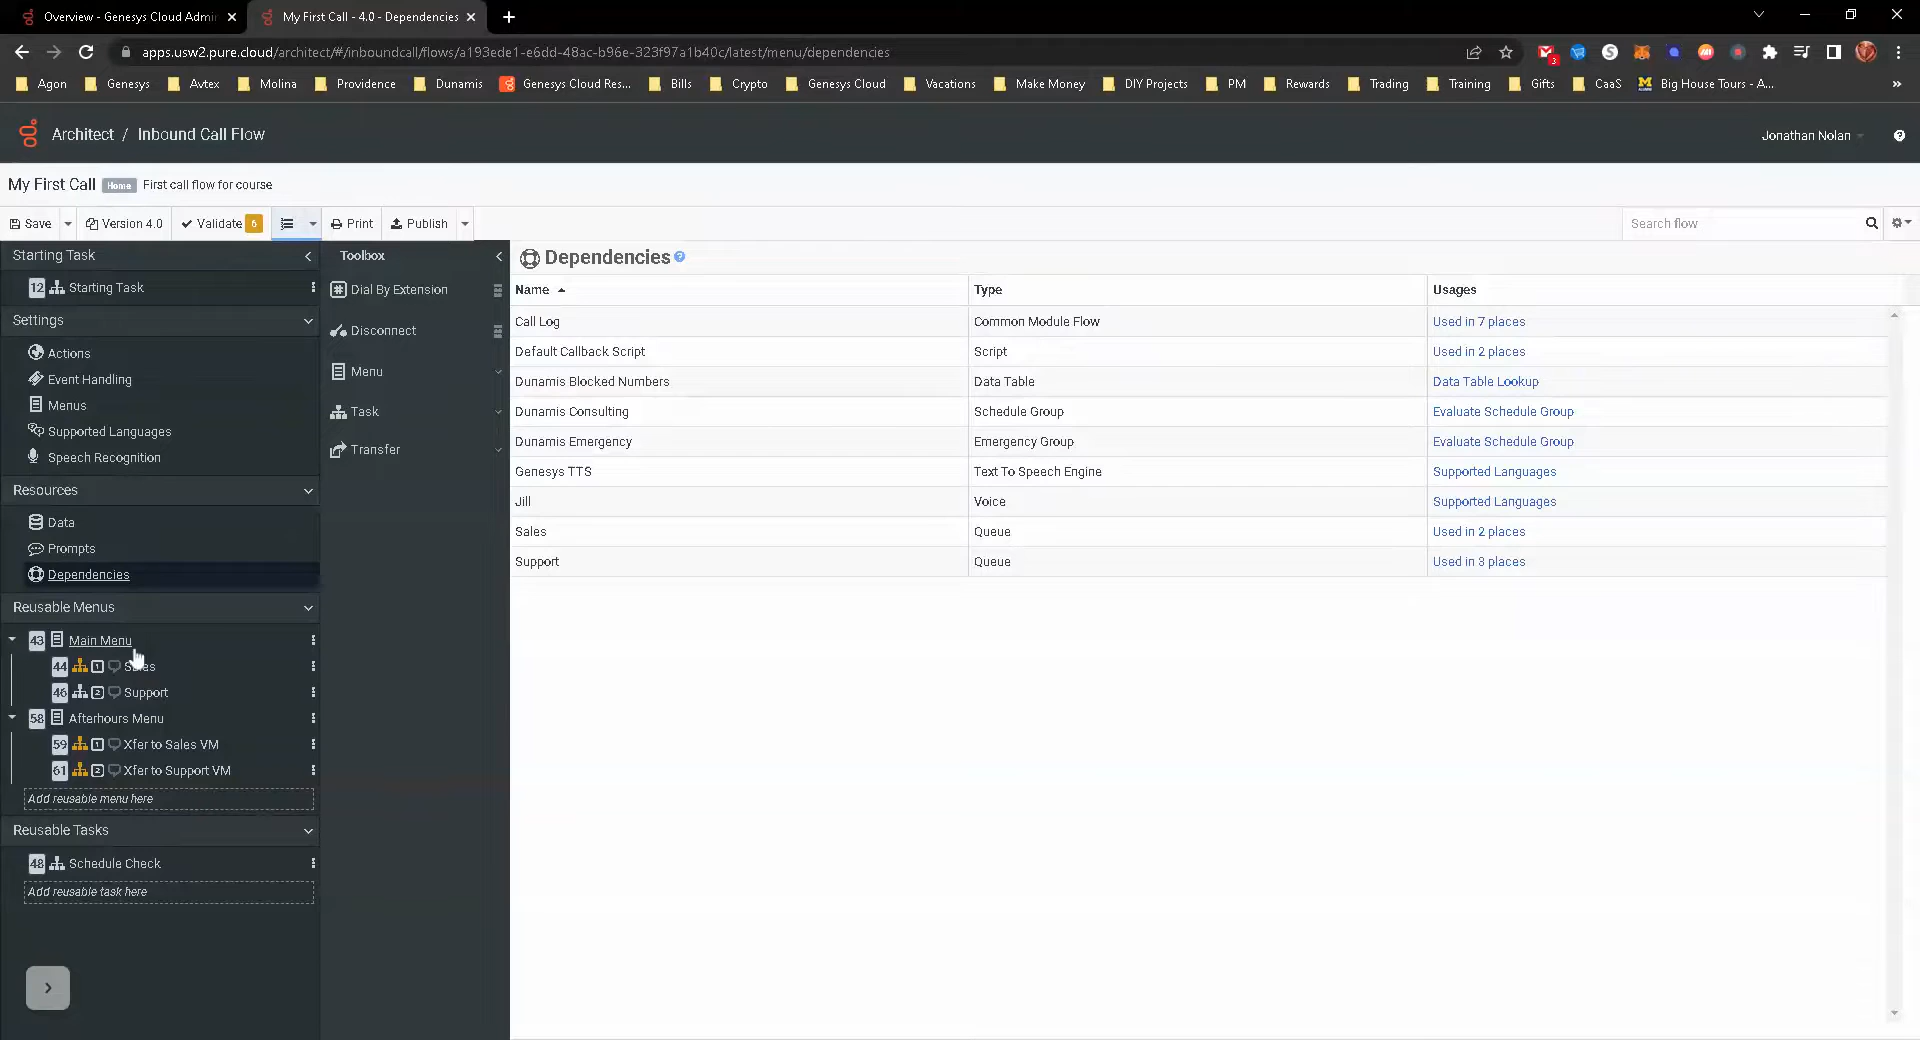 Overview - Genesys Cloud Admin
My First Call - 4.0 - Dependencies
apps.usw2.pure.cloud/architect/#/inboundcall/flows/a193ede1-e6dd-48ac-b96e-323f97a1b40c/latest/menu/dependencies
3
Agon
Genesys
Avtex
Molina
Providence
Dunamis
Genesys Cloud Res...
Bills
Crypto
Genesys Cloud
Vacations
Make Money
DIY Projects
PM
Rewards
Trading
Training
Gifts
CaaS
Big House Tours - A...
Architect / Inbound Call Flow
Jonathan Nolan
My First Call Home First call flow for course
Save
Version 4.0
Validate 6
Print
Publish
Search flow
Starting Task
12 Starting Task
Settings
Actions
Event Handling
Menus
Supported Languages
Speech Recognition
Resources
Data
Prompts
Dependencies
Reusable Menus
43 Main Menu
44 1 Sales
46 2 Support
58 Afterhours Menu
59 1 Xfer to Sales VM
61 2 Xfer to Support VM
Add reusable menu here
Reusable Tasks
48 Schedule Check
Add reusable task here
Toolbox
Dial By Extension
Disconnect
Menu
Task
Transfer
Dependencies
Name Type Usages
Call Log Common Module Flow Used in 7 places
Default Callback Script Script Used in 2 places
Dunamis Blocked Numbers Data Table Data Table Lookup
Dunamis Consulting Schedule Group Evaluate Schedule Group
Dunamis Emergency Emergency Group Evaluate Schedule Group
Genesys TTS Text To Speech Engine Supported Languages
Jill Voice Supported Languages
Sales Queue Used in 2 places
Support Queue Used in 3 places